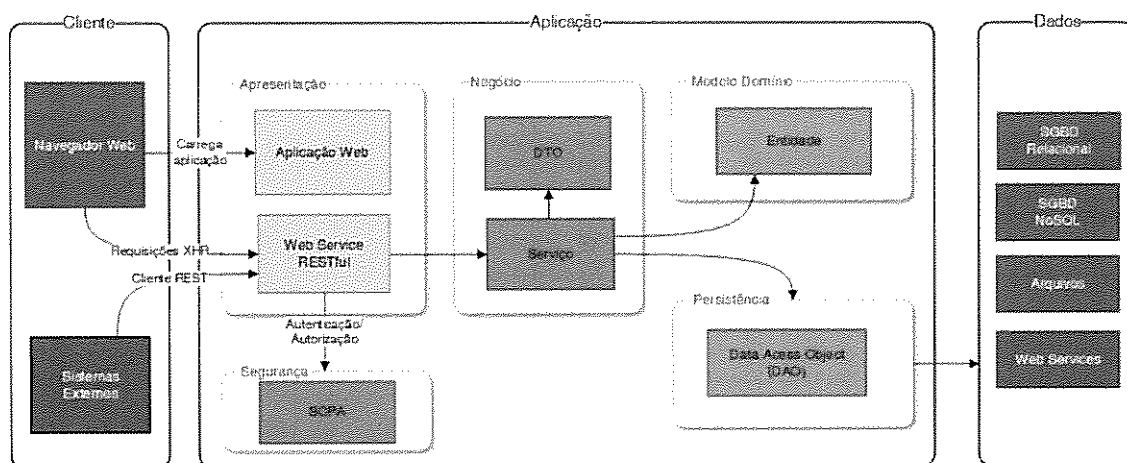 Cliente
Aplicação
Dados
Apresentação
Negócio
Modelo Domínio
Navegador Web
Carrega
aplicação
Aplicação Web
DTO
Entidade
SGBD
Relacional
SGBD
NoSQL
Requisições XHR
Web Service
RESTful
Serviço
Cliente REST
Arquivos
Persistência
Autenticação/
Autorização
Sistemas
Externos
Segurança
SCPA
Data Acess Object
(DAO)
Web Services